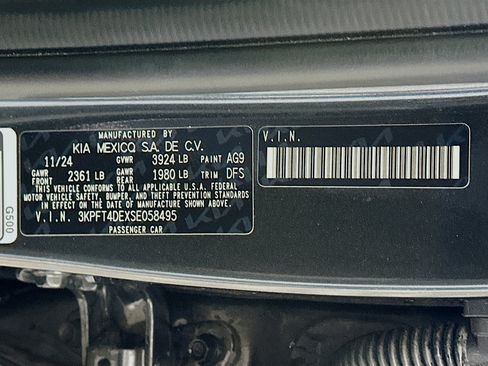 MANUFACTURED BY
KIA MEXICO, S.A. DE C.V.
11/24 GVWR 3924 LB PAINT AG9
GAWR FRONT 2361 LB GAWR REAR 1980 LB TRIM DFS
THIS VEHICLE CONFORMS TO ALL APPLICABLE U.S.A. FEDERAL
MOTOR VEHICLE SAFETY, BUMPER, AND THEFT PREVENTION
STANDARDS IN EFFECT ON THE DATE OF MANUFACTURE SHOWN ABOVE.
V.I.N. 3KPFT4DEXSE058495
PASSENGER CAR
V.I.N.
G500